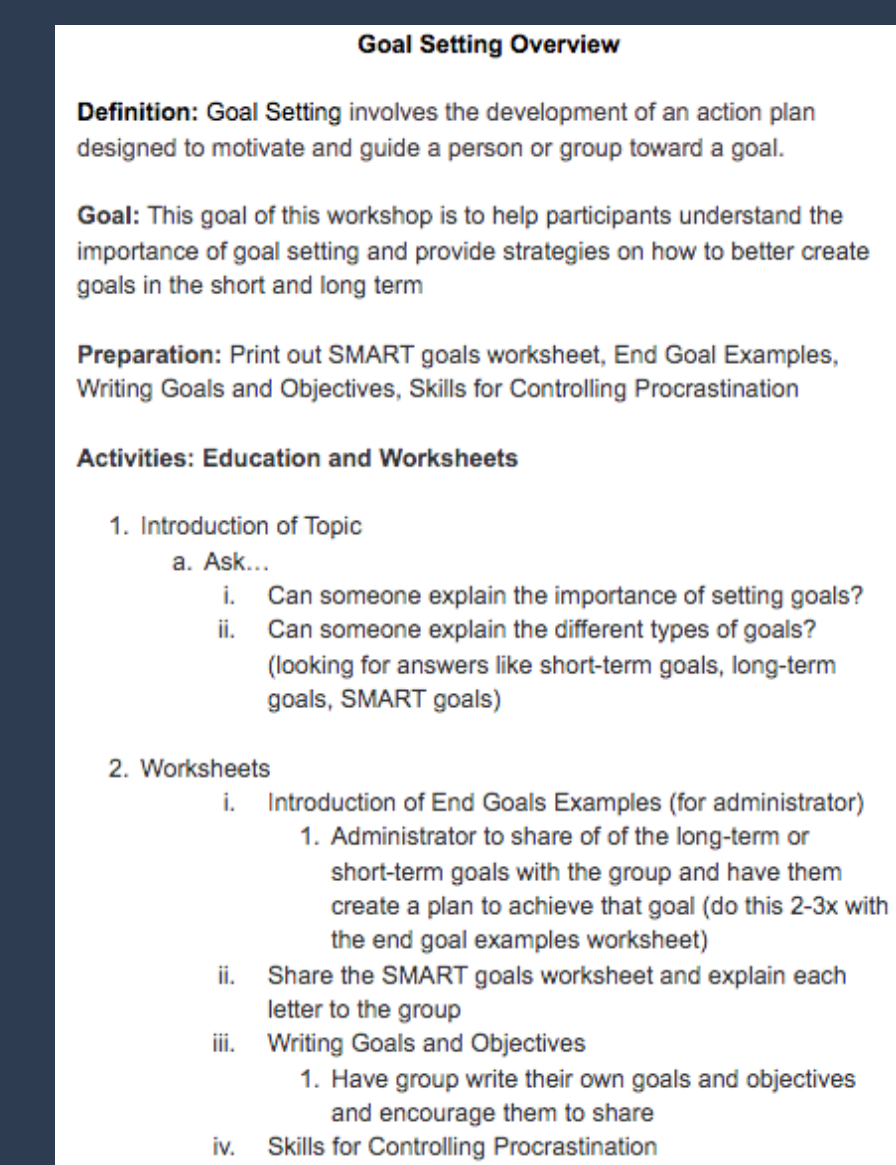 Goal Setting Overview
Definition: Goal Setting involves the development of an action plan
designed to motivate and guide a person or group toward a goal.
Goal: This goal of this workshop is to help participants understand the
importance of goal setting and provide strategies on how to better create
goals in the short and long term
Preparation: Print out SMART goals worksheet, End Goal Examples,
Writing Goals and Objectives, Skills for Controlling Procrastination
Activities: Education and Worksheets
1. Introduction of Topic
a. Ask...
i. Can someone explain the importance of setting goals?
ii. Can someone explain the different types of goals?
(looking for answers like short-term goals, long-term
goals, SMART goals)
2. Worksheets
i. Introduction of End Goals Examples (for administrator)
1. Administrator to share of of the long-term or
short-term goals with the group and have them
create a plan to achieve that goal (do this 2-3x with
the end goal examples worksheet)
ii. Share the SMART goals worksheet and explain each
letter to the group
iii. Writing Goals and Objectives
1. Have group write their own goals and objectives
and encourage them to share
iv. Skills for Controlling Procrastination